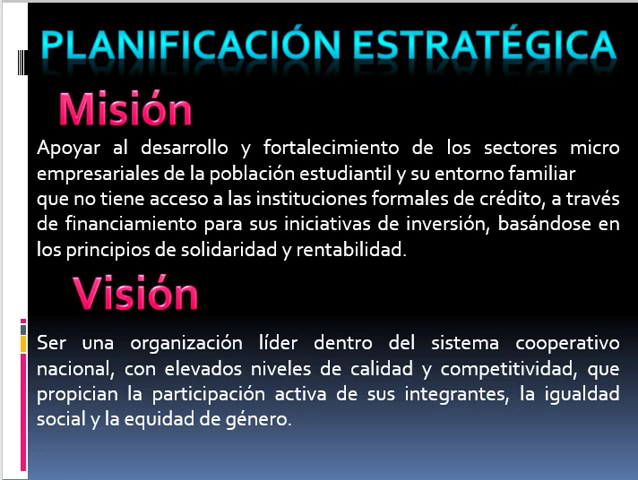 PLANIFICACIÓN ESTRATÉGICA
Misión
Apoyar al desarrollo y fortalecimiento de los sectores micro
empresariales de la población estudiantil y su entorno familiar
que no tiene acceso a las instituciones formales de crédito, a través
de financiamiento para sus iniciativas de inversión, basándose en
los principios de solidaridad y rentabilidad.
Visión
Ser una organización líder dentro del sistema cooperativo
nacional, con elevados niveles de calidad y competitividad, que
propician la participación activa de sus integrantes, la igualdad
social y la equidad de género.